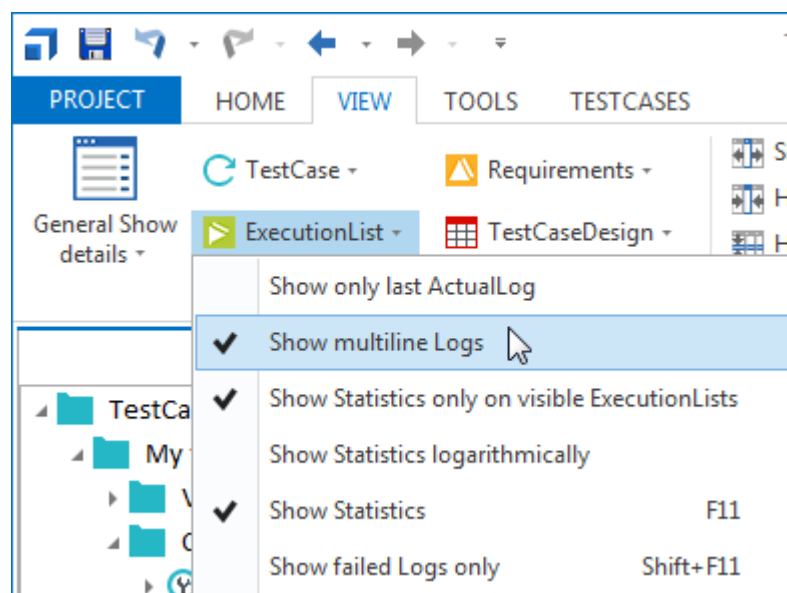 PROJECT HOME VIEW TOOLS TESTCASES
TestCase Requirements
General Show
details
ExecutionList TestCaseDesign
Show only last ActualLog
Show multiline Logs
Show Statistics only on visible ExecutionLists
Show Statistics logarithmically
Show Statistics F11
Show failed Logs only Shift+F11
TestCa
My